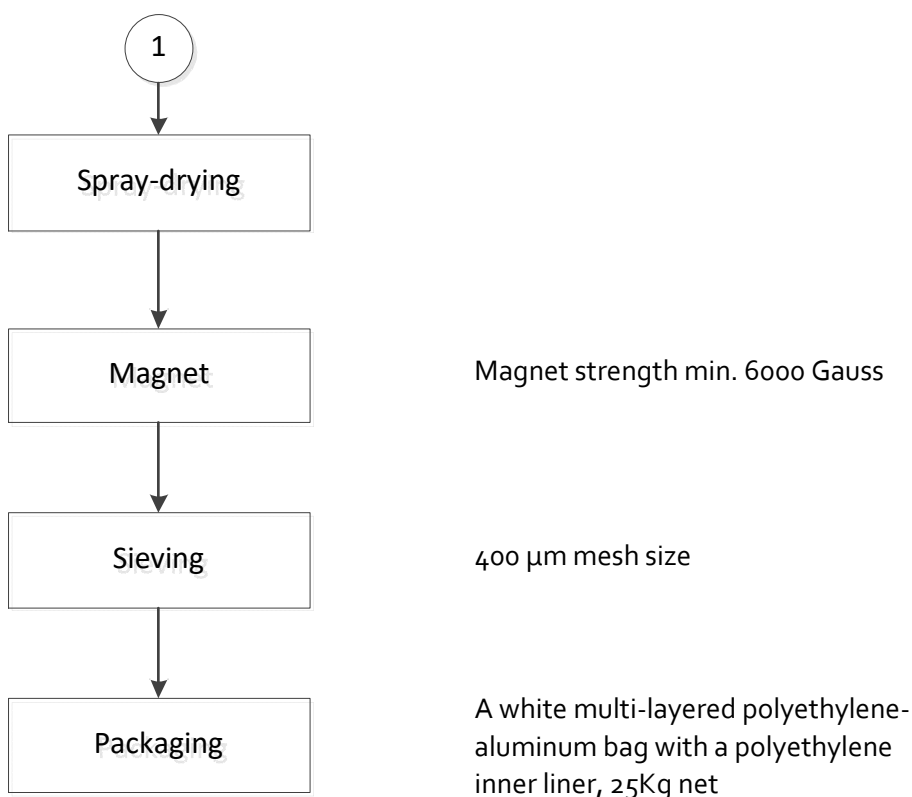 1
Spray-drying
Magnet
Magnet strength min. 6000 Gauss
Sieving
400 µm mesh size
Packaging
A white multi-layered polyethylene-
aluminum bag with a polyethylene
inner liner, 25Kg net